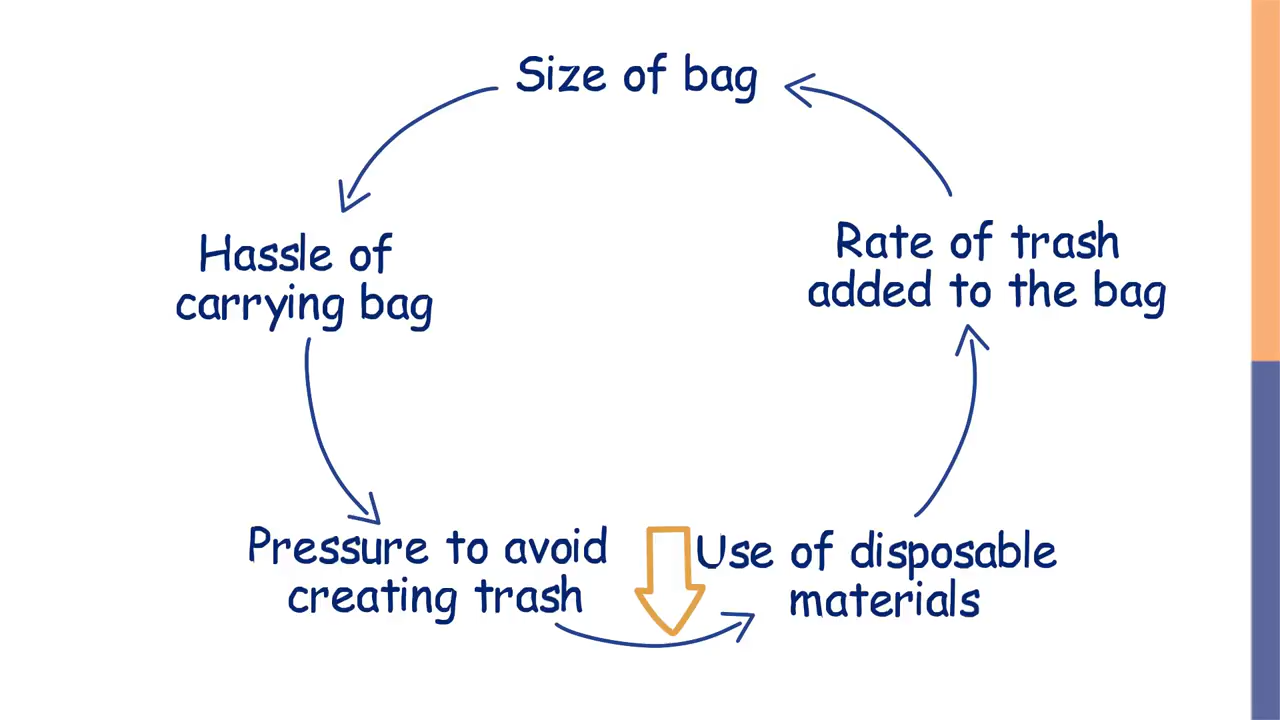 Size of bag
Hassle of
carrying bag
Rate of trash
added to the bag
Pressure to avoid
creating trash
Use of disposable
materials